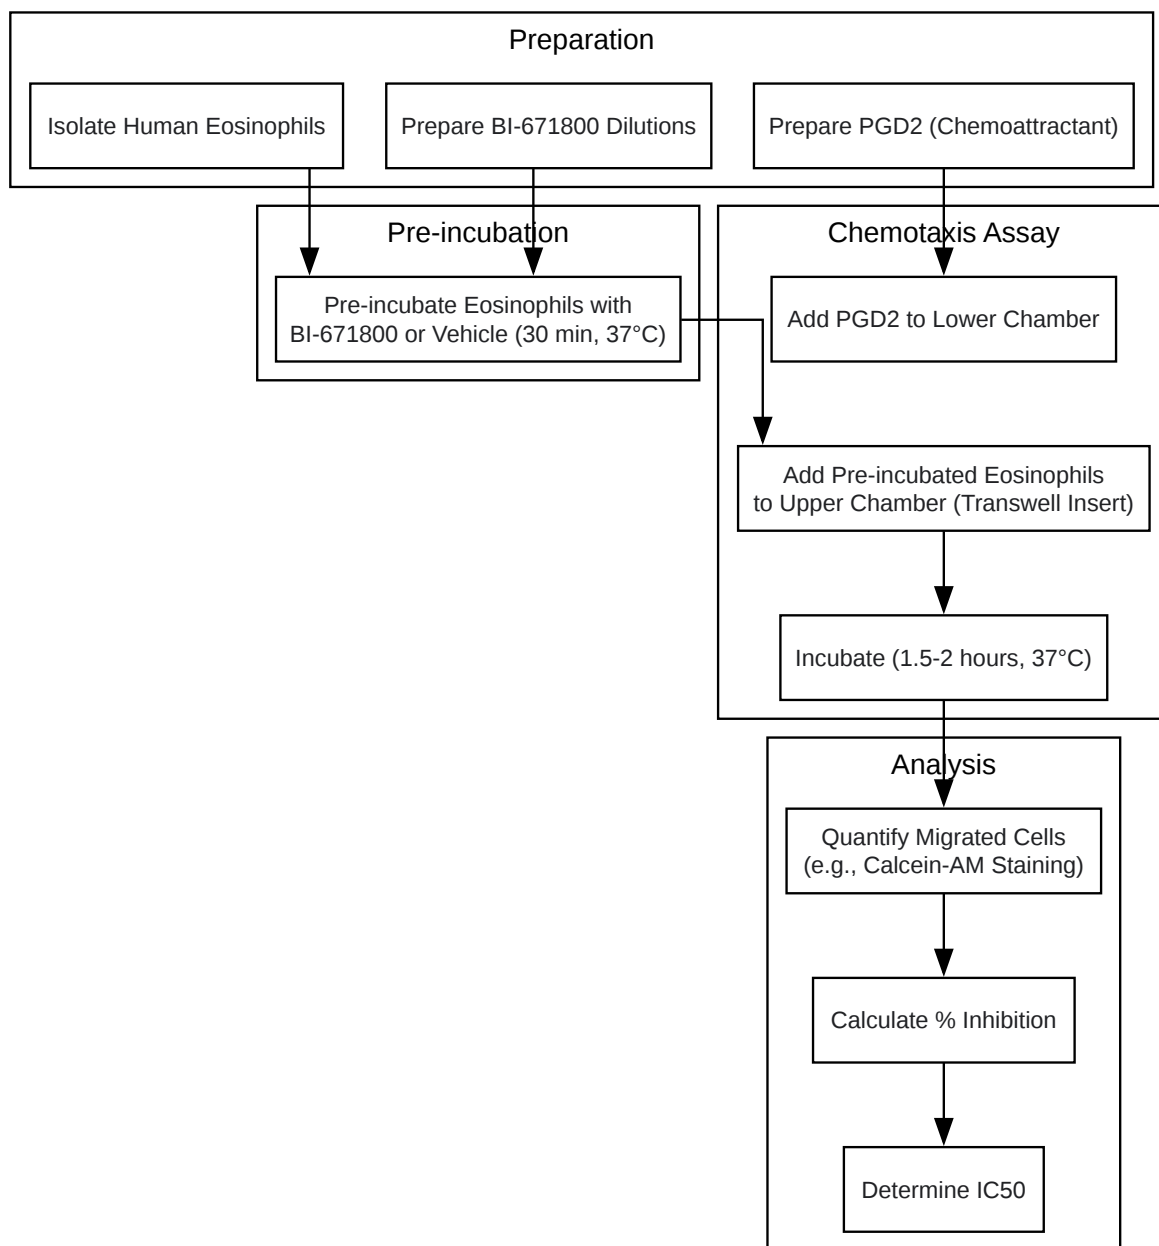 Preparation
Isolate Human Eosinophils
Prepare BI-671800 Dilutions
Prepare PGD2 (Chemoattractant)
Pre-incubation
Pre-incubate Eosinophils with
BI-671800 or Vehicle (30 min, 37°C)
Chemotaxis Assay
Add PGD2 to Lower Chamber
Add Pre-incubated Eosinophils
to Upper Chamber (Transwell Insert)
Incubate (1.5-2 hours, 37°C)
Analysis
Quantify Migrated Cells
(e.g., Calcein-AM Staining)
Calculate % Inhibition
Determine IC50